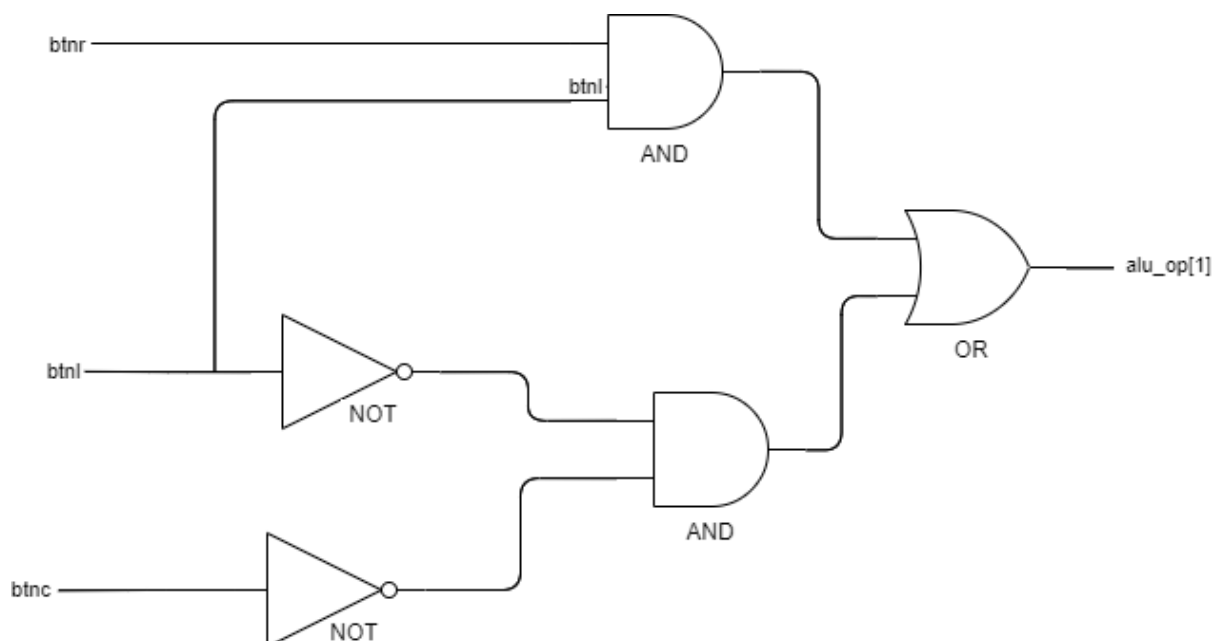 btnr
btnl
AND
alu_op[1]
OR
btnl
NOT
AND
btnc
NOT